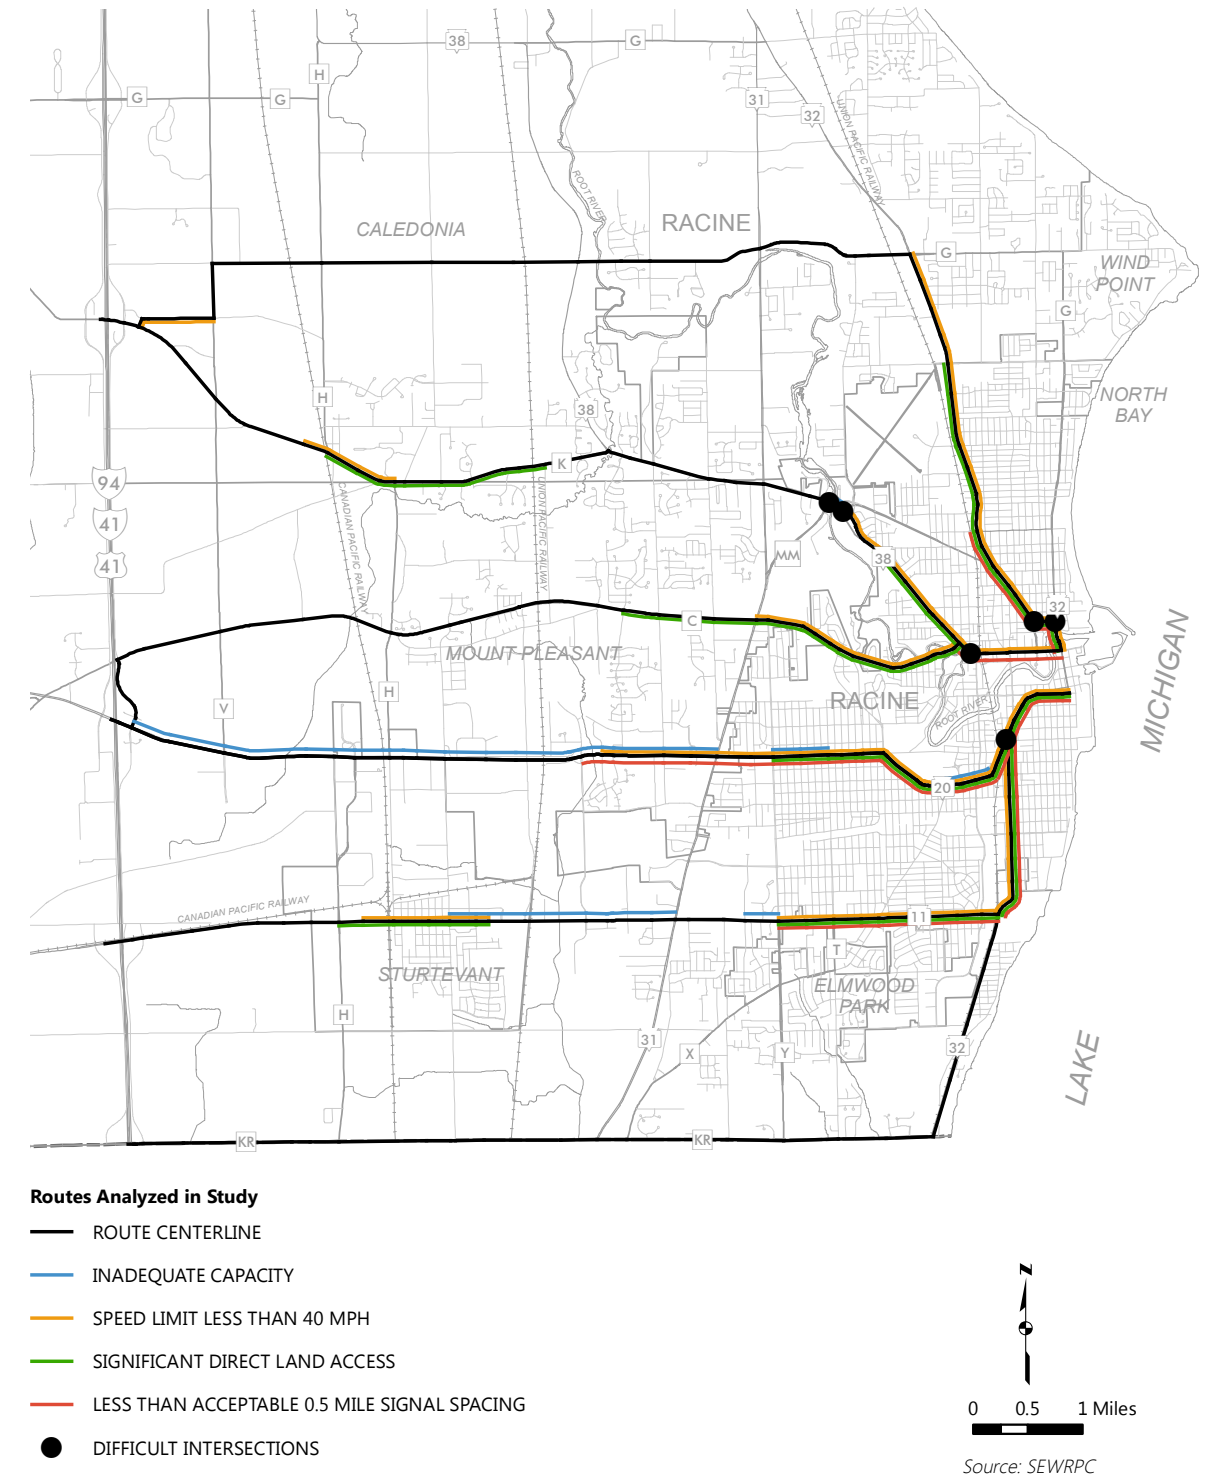 38
G
H
G
G
31
32
UNION PACIFIC RAILWAY
ROOT RIVER
CALEDONIA
RACINE
G
WIND
POINT
G
H
38
NORTH
BAY
K
94
41
41
CANADIAN PACIFIC RAILWAY
UNION PACIFIC RAILWAY
MM
38
32
C
MOUNT PLEASANT
MICHIGAN
H
RACINE
V
ROOT RIVER
20
CANADIAN PACIFIC RAILWAY
11
T
STURTEVANT
ELMWOOD
PARK
H
31
X
Y
32
LAKE
KR
KR
Routes Analyzed in Study
ROUTE CENTERLINE
INADEQUATE CAPACITY
SPEED LIMIT LESS THAN 40 MPH
SIGNIFICANT DIRECT LAND ACCESS
LESS THAN ACCEPTABLE 0.5 MILE SIGNAL SPACING
DIFFICULT INTERSECTIONS
N
0 0.5 1 Miles
Source: SEWRPC